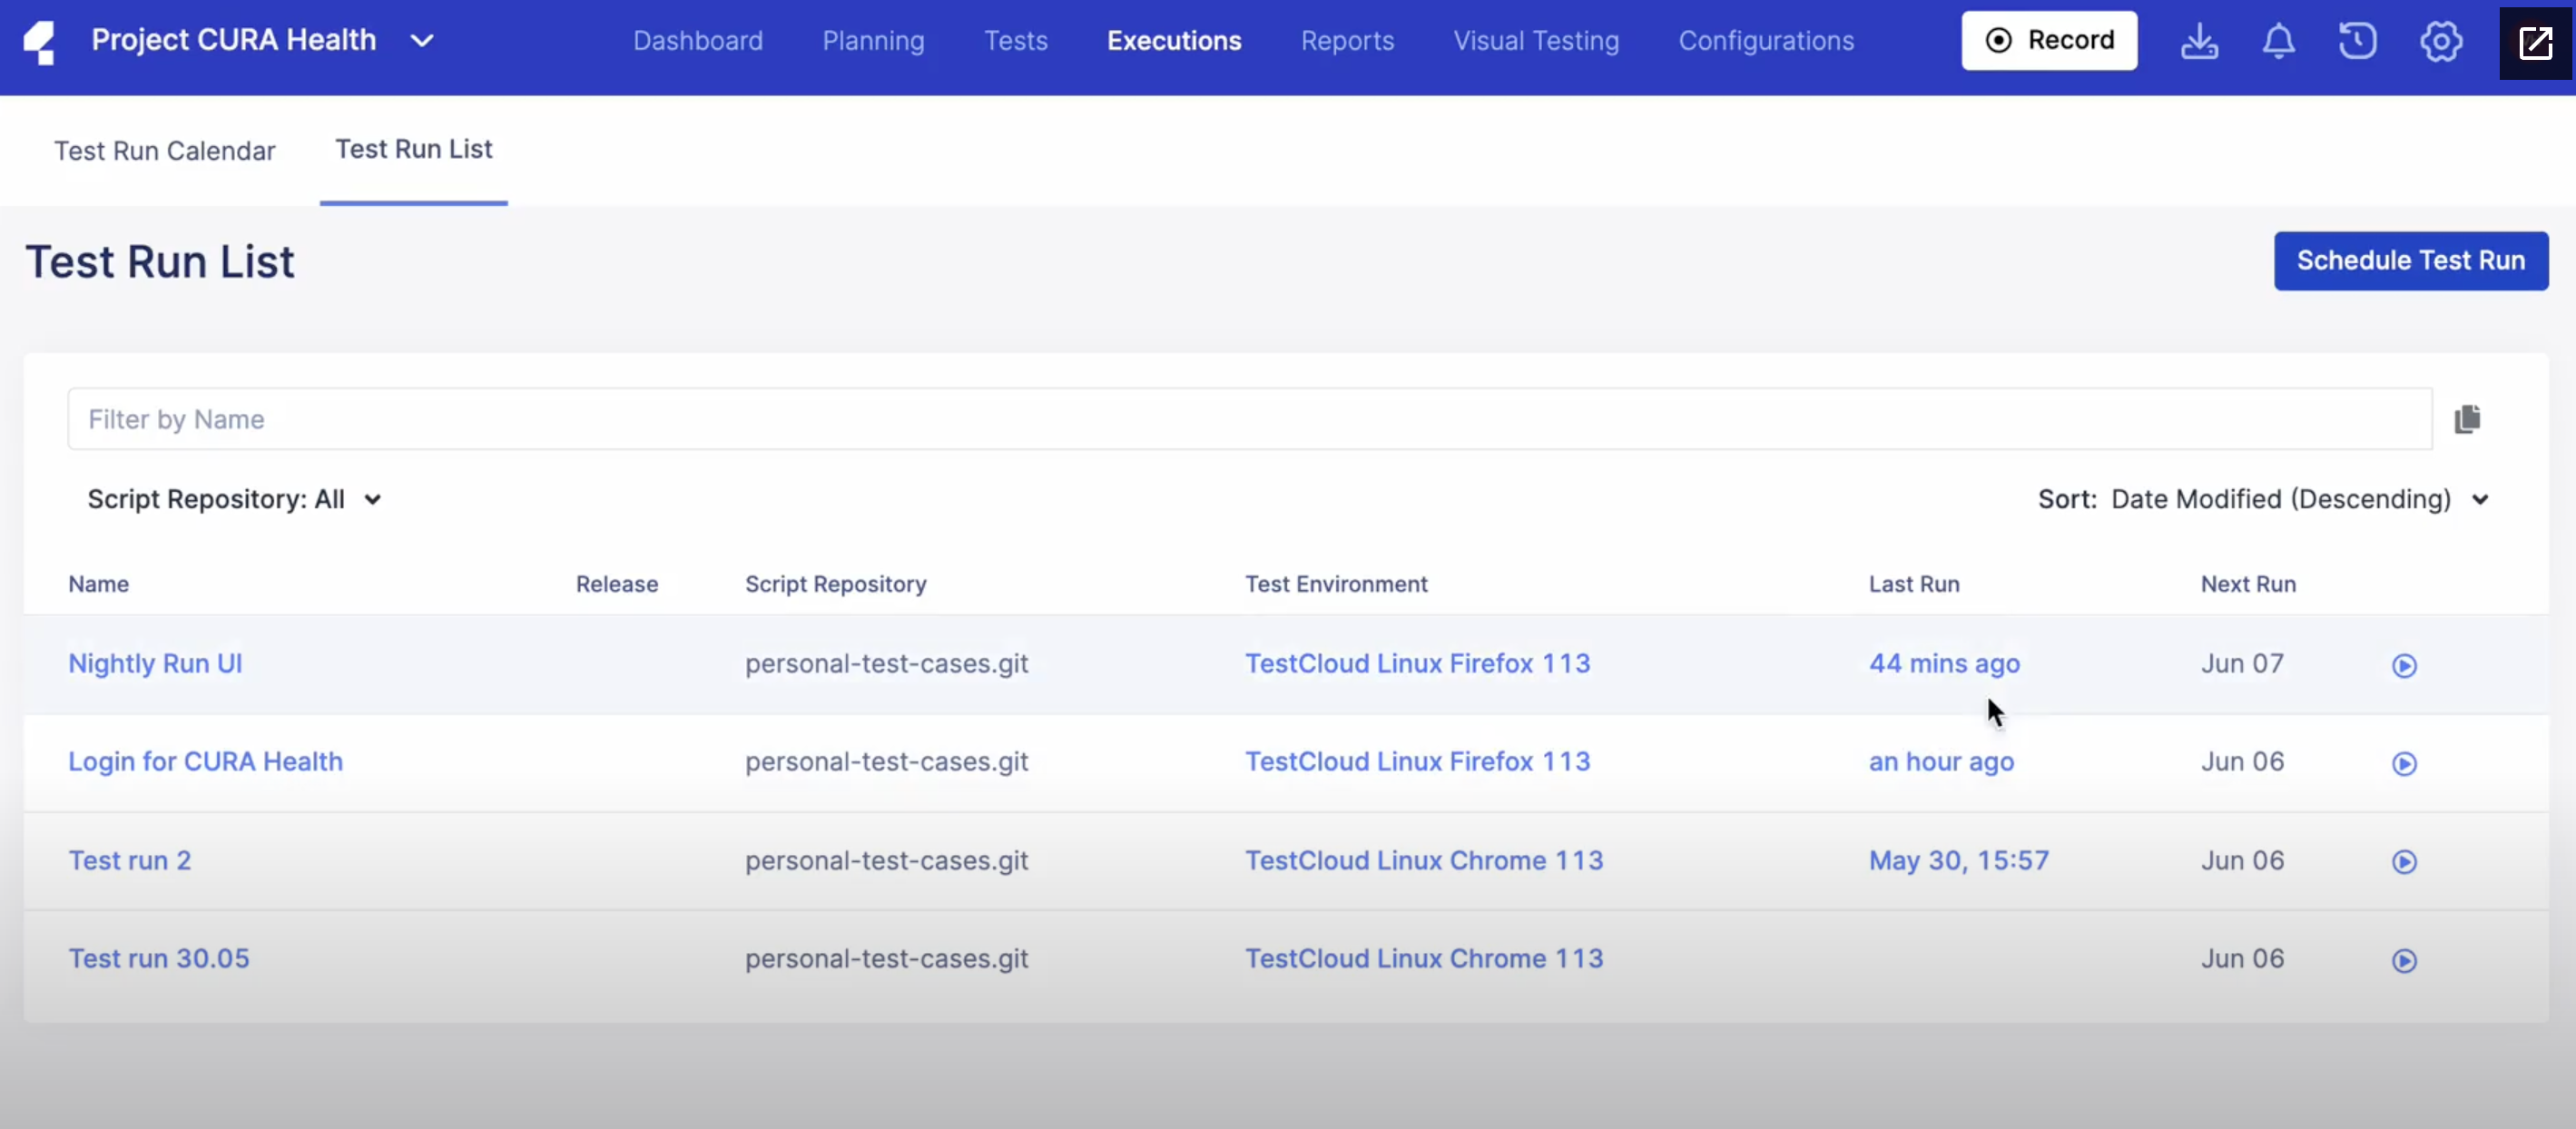 Project CURA Health
Dashboard Planning Tests Executions Reports Visual Testing Configurations Record
Test Run Calendar Test Run List
Test Run List
Schedule Test Run
Filter by Name
Script Repository: All
Sort: Date Modified (Descending)
Name Release Script Repository Test Environment Last Run Next Run
Nightly Run UI personal-test-cases.git TestCloud Linux Firefox 113 44 mins ago Jun 07
Login for CURA Health personal-test-cases.git TestCloud Linux Firefox 113 an hour ago Jun 06
Test run 2 personal-test-cases.git TestCloud Linux Chrome 113 May 30, 15:57 Jun 06
Test run 30.05 personal-test-cases.git TestCloud Linux Chrome 113 Jun 06